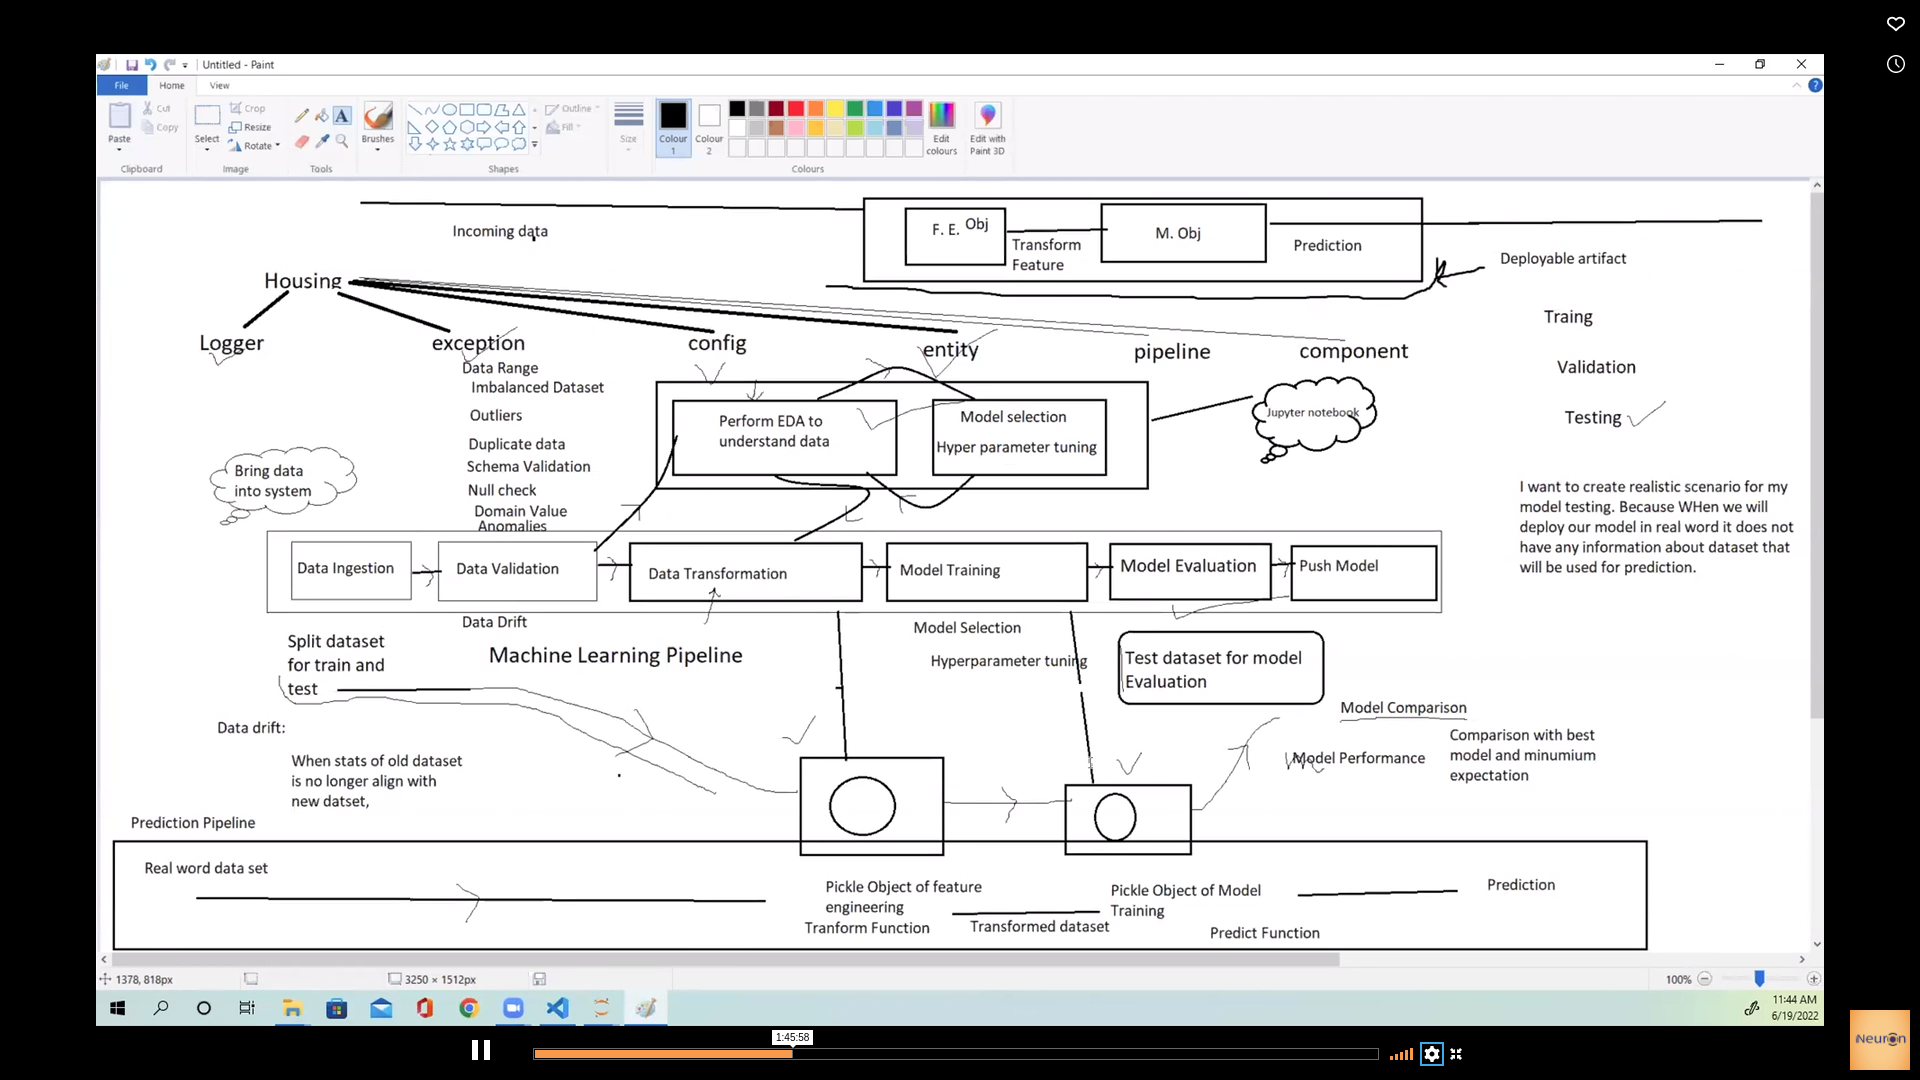 Untitled - Paint
File
Home
View
Paste
Cut
Copy
Clipboard
Select
Crop
Resize
Rotate
Image
Tools
Brushes
Outline
Fill
Shapes
Size
Colour
1
Colour
2
Edit
colours
Edit with
Paint 3D
Colours
Incoming data
F. E. Obj
Transform
Feature
M. Obj
Prediction
Deployable artifact
Housing
Logger
exception
config
entity
pipeline
component
Traing
Validation
Testing
Data Range
Imbalanced Dataset
Outliers
Duplicate data
Schema Validation
Null check
Domain Value
Anomalies
Perform EDA to
understand data
Model selection
Hyper parameter tuning
Jupyter notebook
Bring data
into system
I want to create realistic scenario for my
model testing. Because WHen we will
deploy our model in real word it does not
have any information about dataset that
will be used for prediction.
Data Ingestion
Data Validation
Data Transformation
Model Training
Model Evaluation
Push Model
Data Drift
Split dataset
for train and
test
Machine Learning Pipeline
Model Selection
Hyperparameter tuning
Test dataset for model
Evaluation
Data drift:
When stats of old dataset
is no longer align with
new datset,
Model Comparison
Model Performance
Comparison with best
model and minumium
expectation
Prediction Pipeline
Real word data set
Pickle Object of feature
engineering
Tranform Function
Transformed dataset
Pickle Object of Model
Training
Predict Function
Prediction
1378, 818px
3250 × 1512px
100%
11:44 AM
6/19/2022
1:45:58
iNeuron